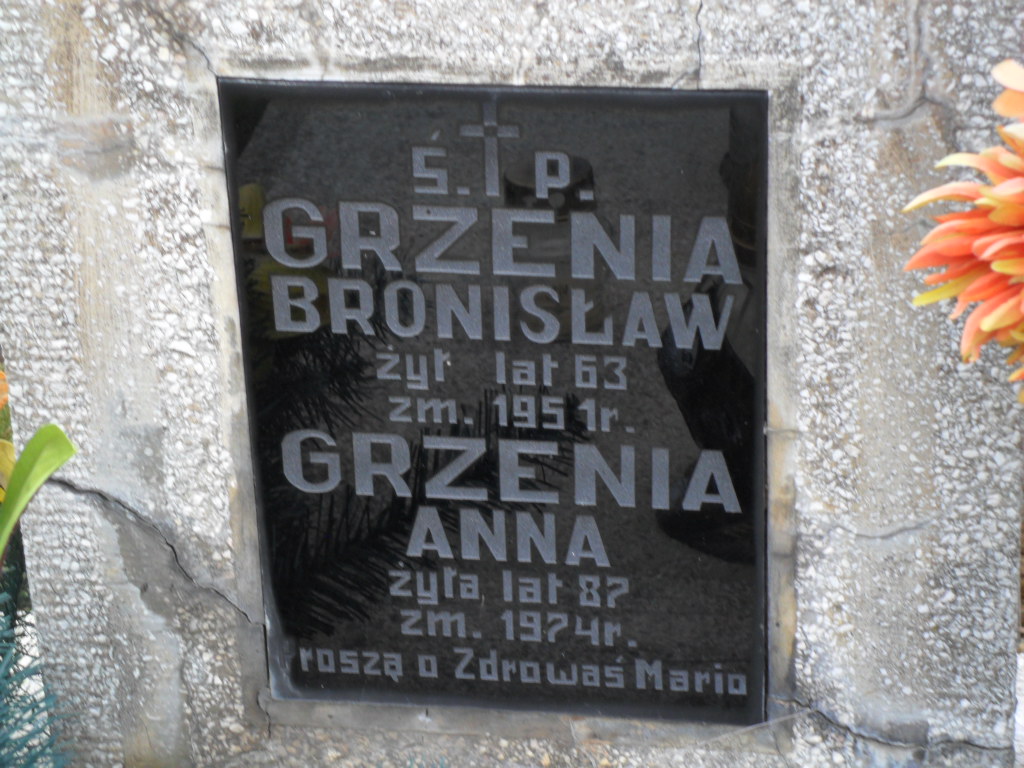 Ś. P.
GRZENIA
BRONISŁAW
żył lat 63
zm. 1951r.
GRZENIA
ANNA
żyła lat 87
zm. 1974r.
Proszą o Zdrowaś Mario